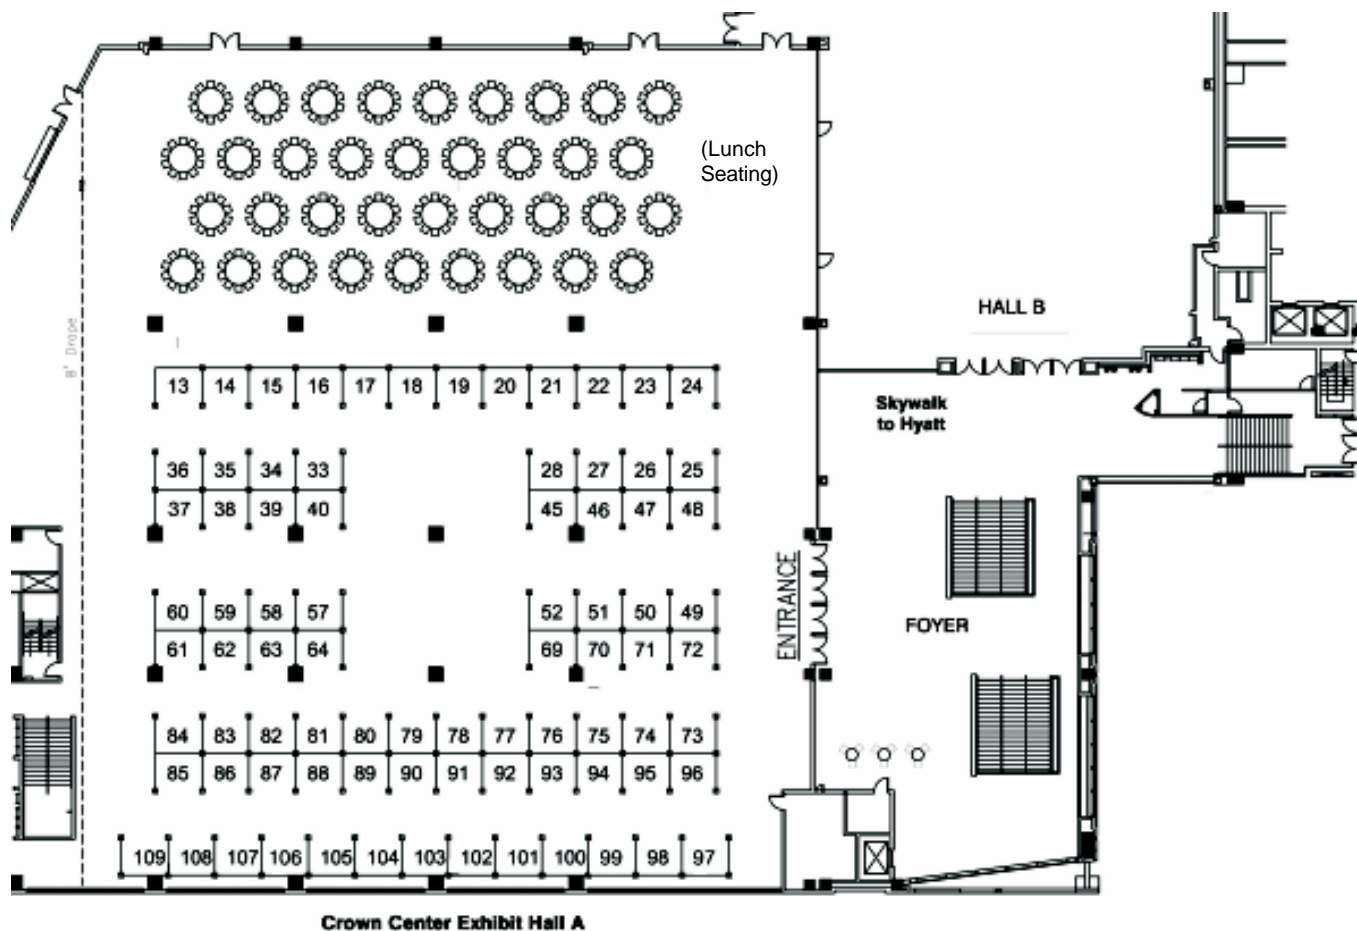 (Lunch
Seating)
HALL B
8' Drape
13 14 15 16 17 18 19 20 21 22 23 24
Skywalk
to Hyatt
36 35 34 33 28 27 26 25
37 38 39 40 45 46 47 48
ENTRANCE
60 59 58 57 52 51 50 49
FOYER
61 62 63 64 69 70 71 72
84 83 82 81 80 79 78 77 76 75 74 73
85 86 87 88 89 90 91 92 93 94 95 96
109 108 107 106 105 104 103 102 101 100 99 98 97
Crown Center Exhibit Hall A